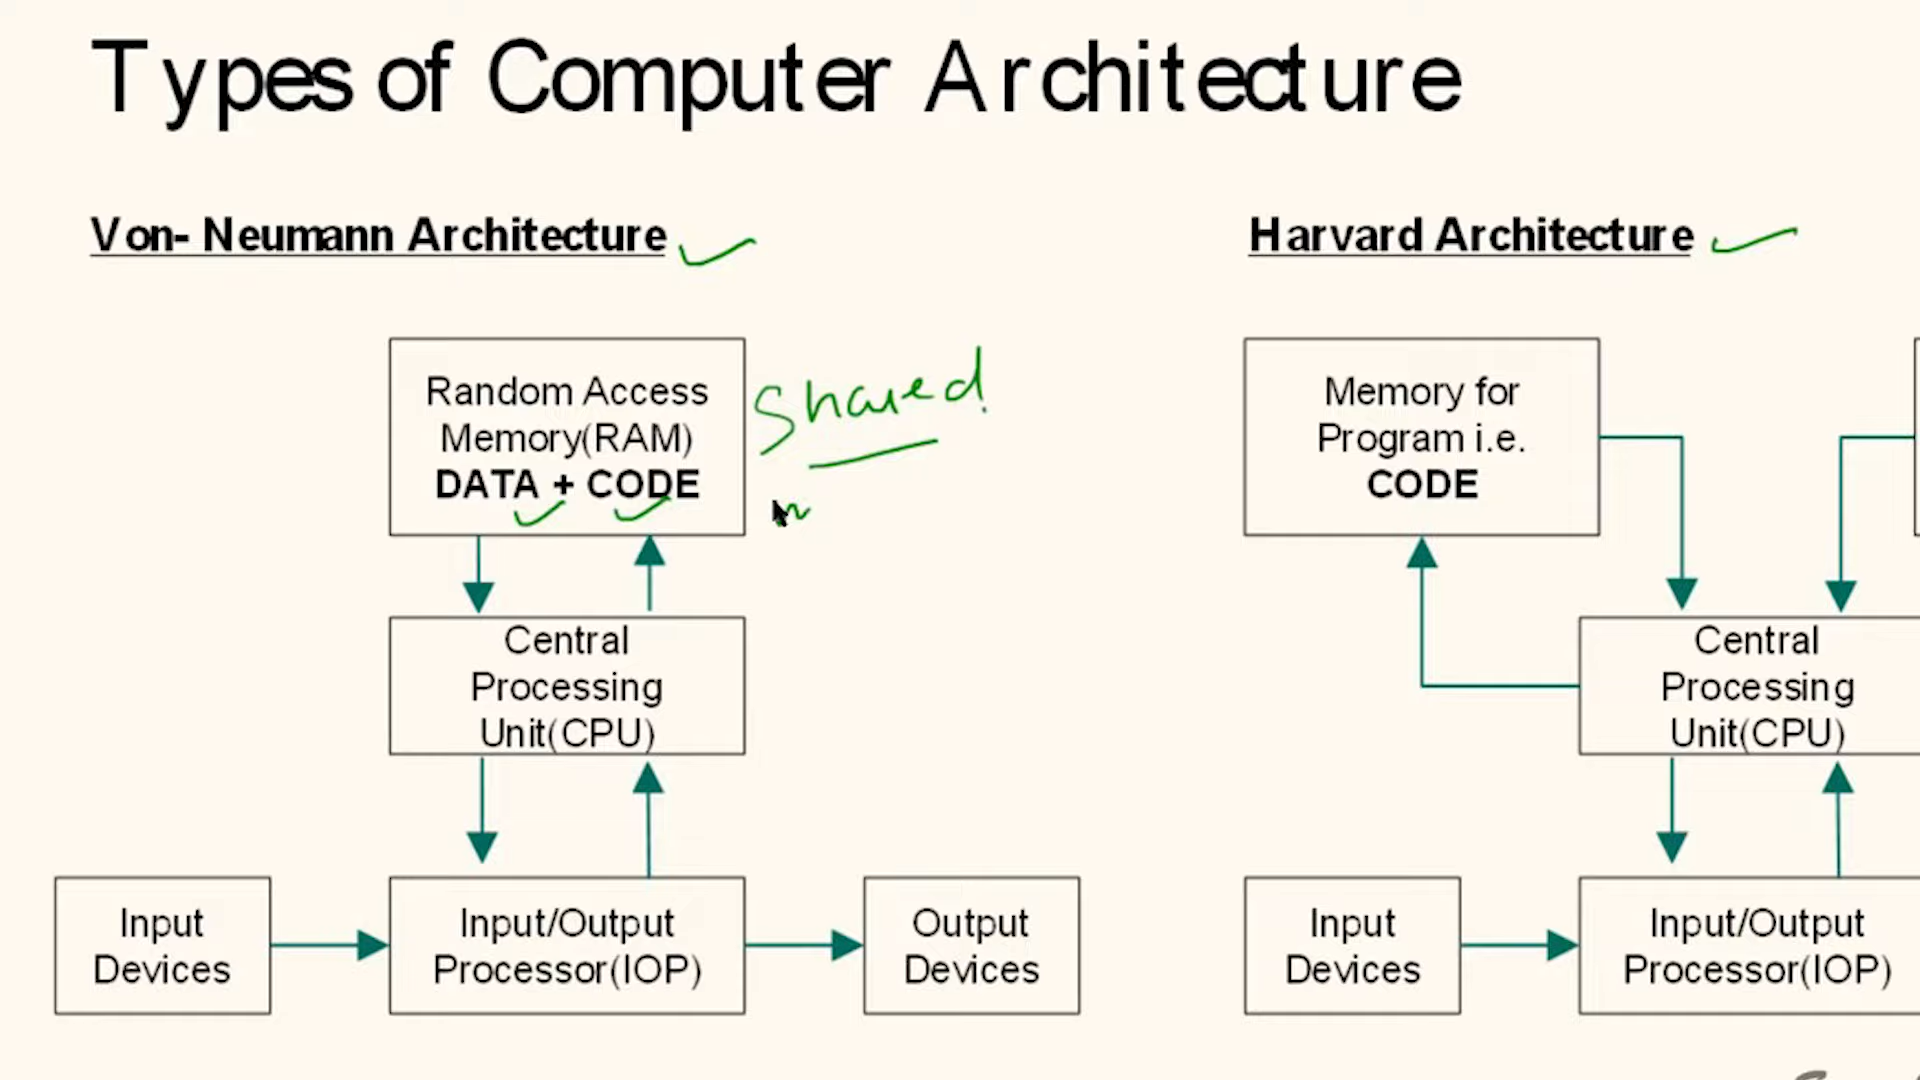 Types of Computer Architecture
Von- Neumann Architecture
Random Access
Memory(RAM)
DATA + CODE
Shared
Central
Processing
Unit(CPU)
Input
Devices
Input/Output
Processor(IOP)
Output
Devices
Harvard Architecture
Memory for
Program i.e.
CODE
Central
Processing
Unit(CPU)
Input
Devices
Input/Output
Processor(IOP)